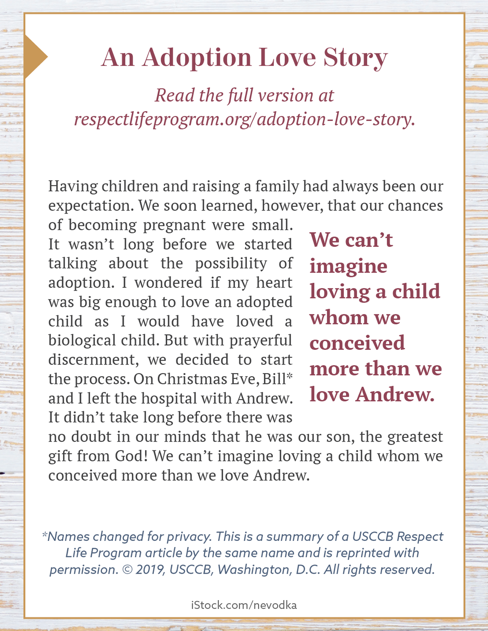 An Adoption Love Story
Read the full version at
respectlifeprogram.org/adoption-love-story.
Having children and raising a family had always been our
expectation. We soon learned, however, that our chances
of becoming pregnant were small.
It wasn't long before we started
talking about the possibility of
adoption. I wondered if my heart
was big enough to love an adopted
child as I would have loved a
biological child. But with prayerful
discernment, we decided to start
the process. On Christmas Eve, Bill*
and I left the hospital with Andrew.
It didn't take long before there was
no doubt in our minds that he was our son, the greatest
gift from God! We can't imagine loving a child whom we
conceived more than we love Andrew.
We can't
imagine
loving a child
whom we
conceived
more than we
love Andrew.
*Names changed for privacy. This is a summary of a USCCB Respect
Life Program article by the same name and is reprinted with
permission. © 2019, USCCB, Washington, D.C. All rights reserved.
iStock.com/nevodka